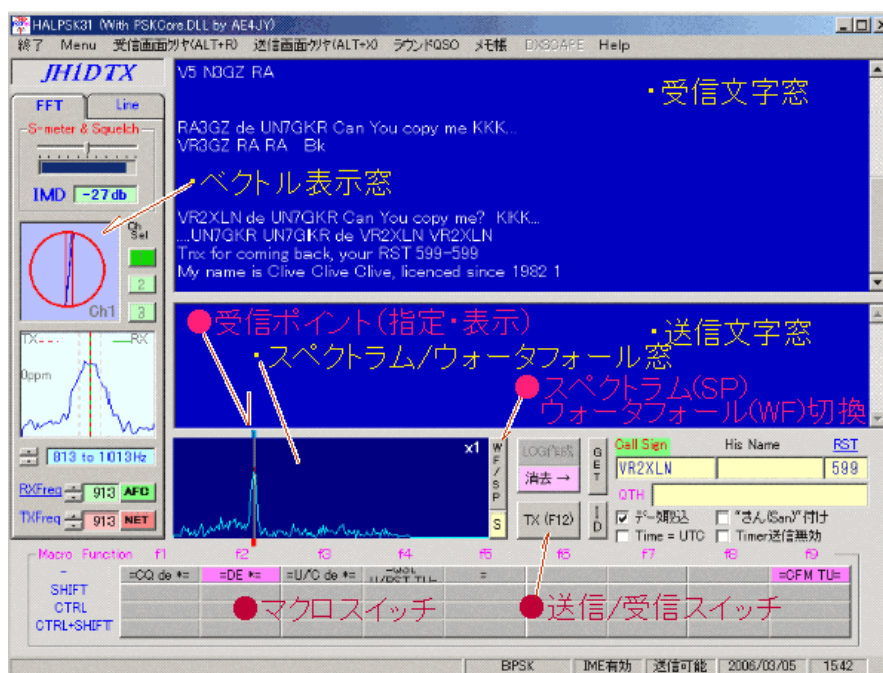 HALPSK31 (With PSKCore.DLL by AE4JY)
終了 Menu 受信画面クリヤ(ALT+R) 送信画面クリヤ(ALT+X) ラウンドQSO メモ帳 DXSCAPE Help
JH1DTX
FFT Line
S-meter & Squelch
IMD -27db
V5 N3GZ RA
・受信文字窓
RA3GZ de UN7GKR Can You copy me KKK...
VR3GZ RA RA Bk
・ベクトル表示窓
VR2XLN de UN7GKR Can You copy me? KKK...
....UN7GKR UN7GKR de VR2XLN VR2XLN
Tnx for coming back, your RST 599-599
My name is Clive Clive Clive, licenced since 1982 1
Ch Sel
2
3
Ch1
●受信ポイント(指定・表示)
・送信文字窓
・スペクトラム/ウォータフォール窓
●スペクトラム(SP)
ウォータフォール(WF)切換
TX--- RX
0ppm
813 to 1013Hz
RXFreq 913 AFC
TXFreq 913 NET
x1
WF/SP
S
消去→
TX (F12)
GET
ID
Call Sign His Name RST
VR2XLN 599
QTH
データ類込 "さん(San)"付け
Time = UTC Timer送信無効
Macro Function f1 f2 f3 f4 f5 f6 f7 f8 f9
- =CQ de *= =DE *= =U/C de *= = =CFM TU=
SHIFT
CTRL
CTRL+SHIFT
●マクロスイッチ
●送信/受信スイッチ
BPSK IME有効 送信可能 2006/03/05 15:42